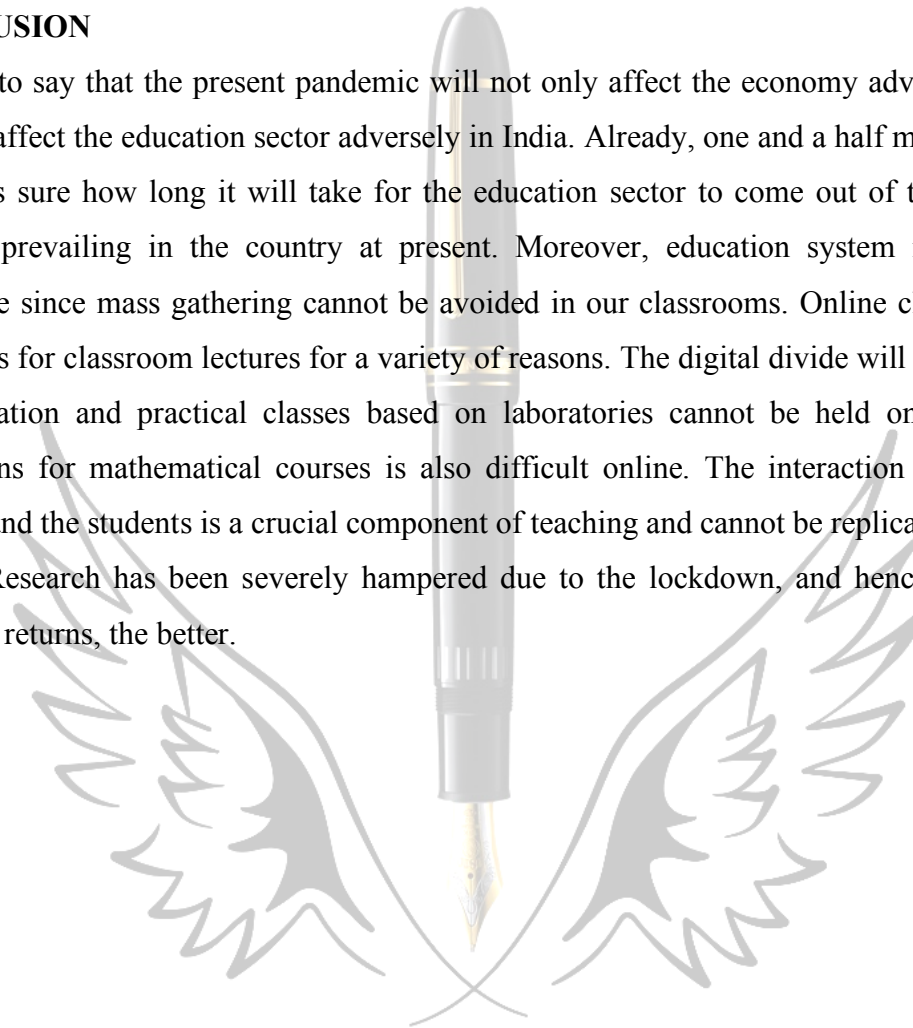 USION
to say that the present pandemic will not only affect the economy adv
affect the education sector adversely in India. Already, one and a half m
s sure how long it will take for the education sector to come out of t
prevailing in the country at present. Moreover, education system
e since mass gathering cannot be avoided in our classrooms. Online c
s for classroom lectures for a variety of reasons. The digital divide will
ation and practical classes based on laboratories cannot be held on
ns for mathematical courses is also difficult online. The interaction
and the students is a crucial component of teaching and cannot be replica
Research has been severely hampered due to the lockdown, and henc
returns, the better.